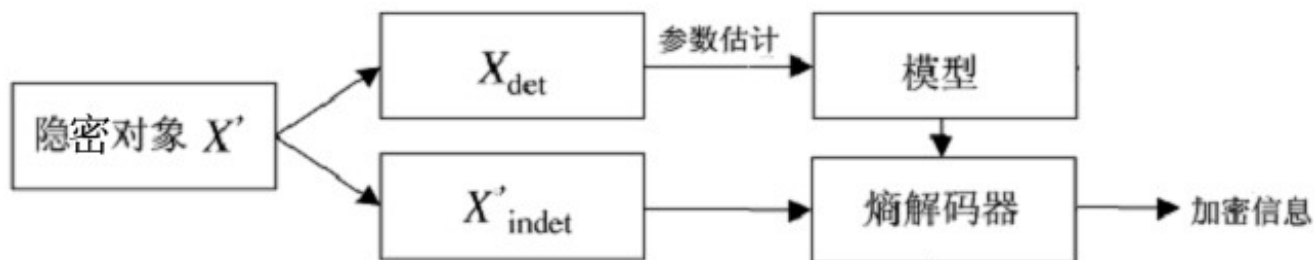 参数估计
X_det
模型
隐密对象 X'
X'_indet
熵解码器
加密信息